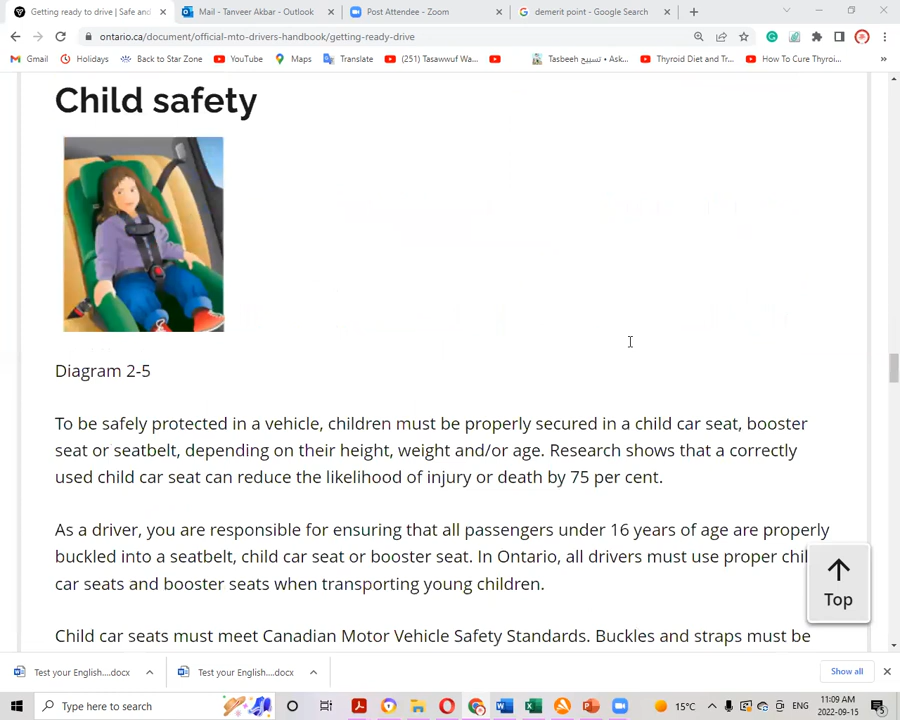 Getting ready to drive | Safe and
Mail - Tanveer Akbar - Outlook
Post Attendee - Zoom
demerit point - Google Search
ontario.ca/document/official-mto-drivers-handbook/getting-ready-drive
Gmail
Holidays
Back to Star Zone
YouTube
Maps
Translate
(251) Tasawwuf Wa...
Tasbeeh تسبيح • Ask...
Thyroid Diet and Tr...
How To Cure Thyroi...
Child safety
Diagram 2-5
To be safely protected in a vehicle, children must be properly secured in a child car seat, booster
seat or seatbelt, depending on their height, weight and/or age. Research shows that a correctly
used child car seat can reduce the likelihood of injury or death by 75 per cent.
As a driver, you are responsible for ensuring that all passengers under 16 years of age are properly
buckled into a seatbelt, child car seat or booster seat. In Ontario, all drivers must use proper chil
car seats and booster seats when transporting young children.
Top
Child car seats must meet Canadian Motor Vehicle Safety Standards. Buckles and straps must be
Test your English....docx
Test your English....docx
Show all
Type here to search
15°C
ENG
11:09 AM
2022-09-15